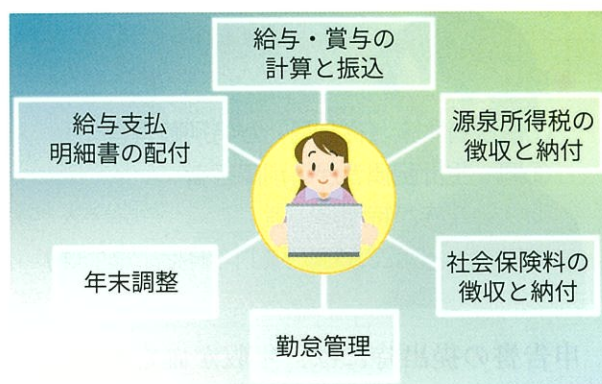 給与・賞与の
計算と振込
給与支払
明細書の配付
源泉所得税の
徴収と納付
年末調整
社会保険料の
徴収と納付
勤怠管理